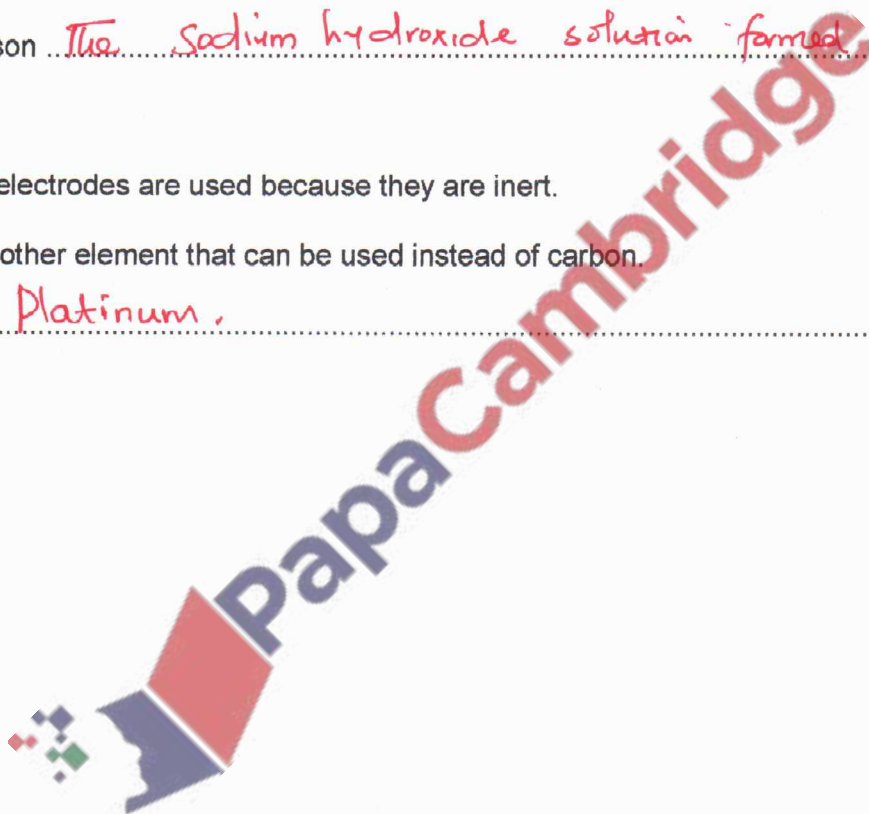 son ... The Sodium hydroxide solution formed
electrodes are used because they are inert.
other element that can be used instead of carbon.
Platinum.
PapaCambridge